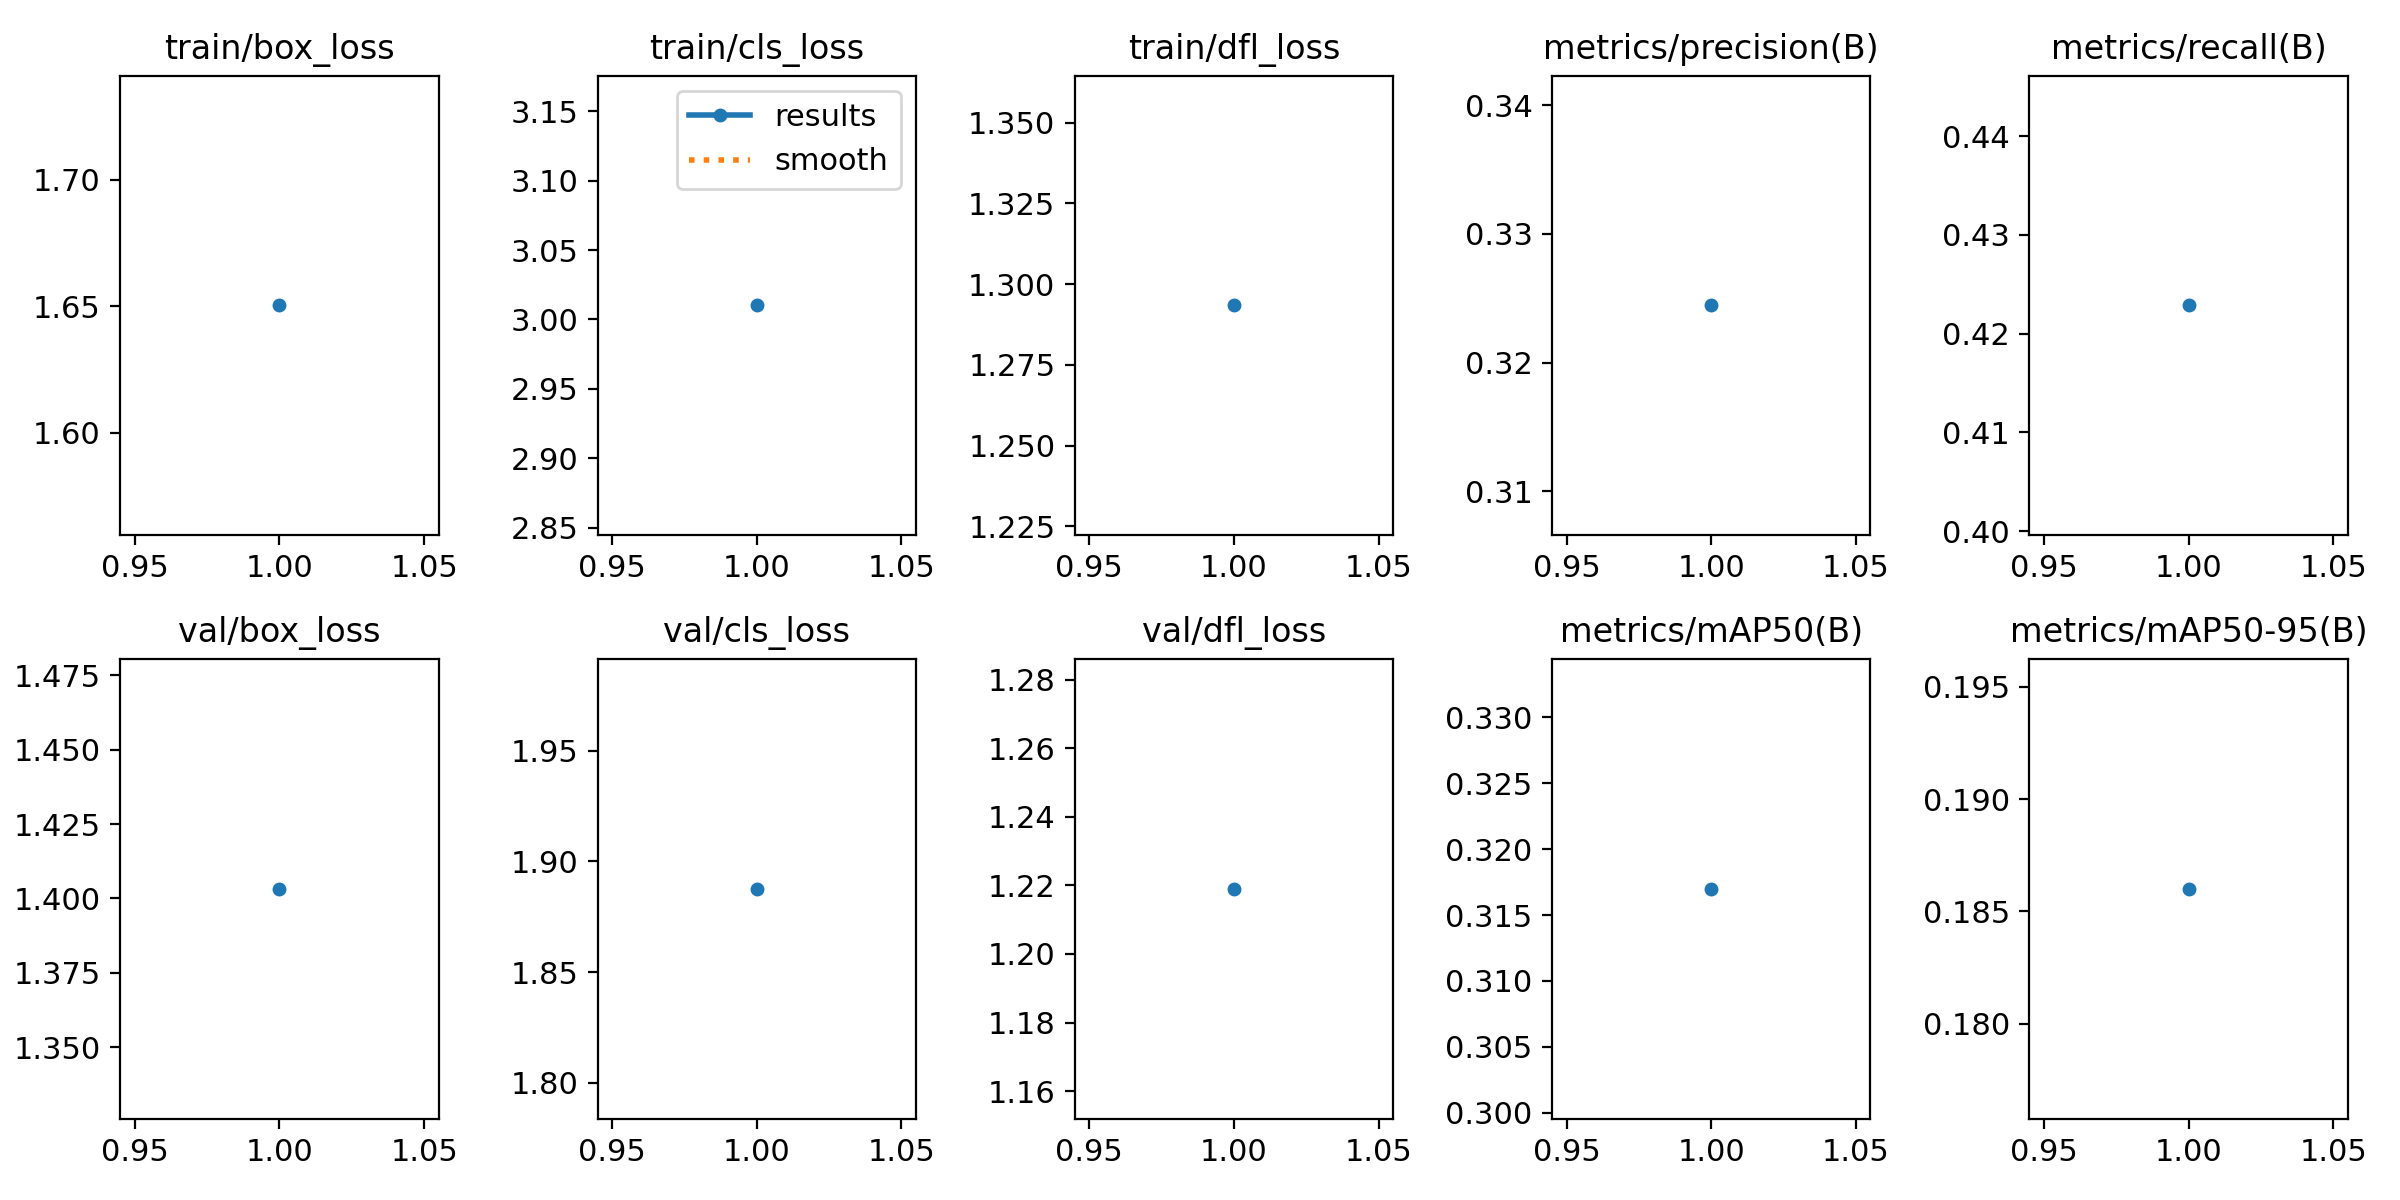 train/box_loss
1.70
1.65
1.60
0.95 1.00 1.05
train/cls_loss
results
smooth
3.15
3.10
3.05
3.00
2.95
2.90
2.85
0.95 1.00 1.05
train/dfl_loss
1.350
1.325
1.300
1.275
1.250
1.225
0.95 1.00 1.05
metrics/precision(B)
0.34
0.33
0.32
0.31
0.95 1.00 1.05
metrics/recall(B)
0.44
0.43
0.42
0.41
0.40
0.95 1.00 1.05
val/box_loss
1.475
1.450
1.425
1.400
1.375
1.350
0.95 1.00 1.05
val/cls_loss
1.95
1.90
1.85
1.80
0.95 1.00 1.05
val/dfl_loss
1.28
1.26
1.24
1.22
1.20
1.18
1.16
0.95 1.00 1.05
metrics/mAP50(B)
0.330
0.325
0.320
0.315
0.310
0.305
0.300
0.95 1.00 1.05
metrics/mAP50-95(B)
0.195
0.190
0.185
0.180
0.95 1.00 1.05